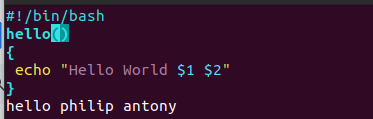 #!/bin/bash
hello()
{
 echo "Hello World $1 $2"
}
hello philip antony